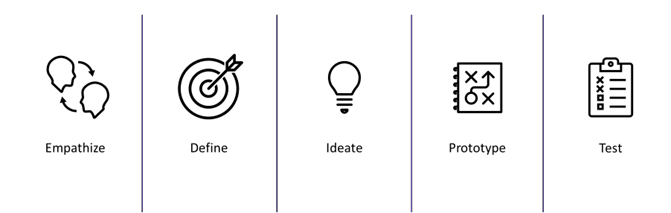 Empathize
Define
Ideate
Prototype
Test